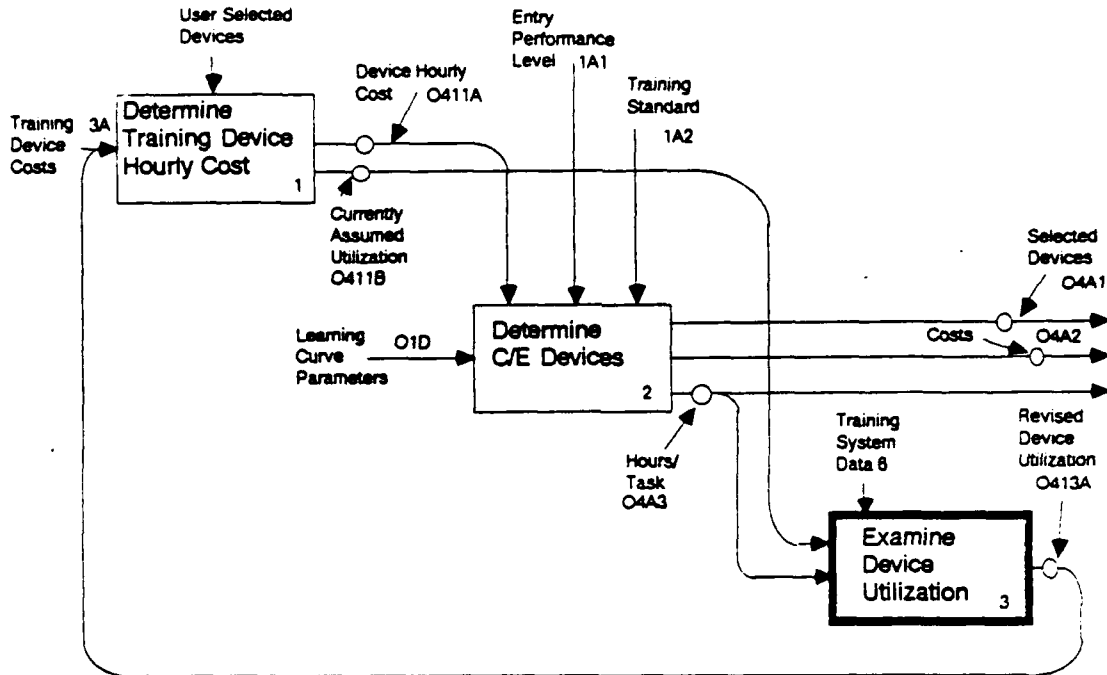 User Selected
Devices
Entry
Performance
Level 1A1
Device Hourly
Cost O411A
Training
Standard
1A2
Training
Device
Costs
3A
Determine
Training Device
Hourly Cost
1
Currently
Assumed
Utilization
O411B
Selected
Devices
O4A1
Learning
Curve
Parameters
O1D
Determine
C/E Devices
2
Costs
O4A2
Hours/
Task
O4A3
Training
System
Data 6
Revised
Device
Utilization
O413A
Examine
Device
Utilization
3